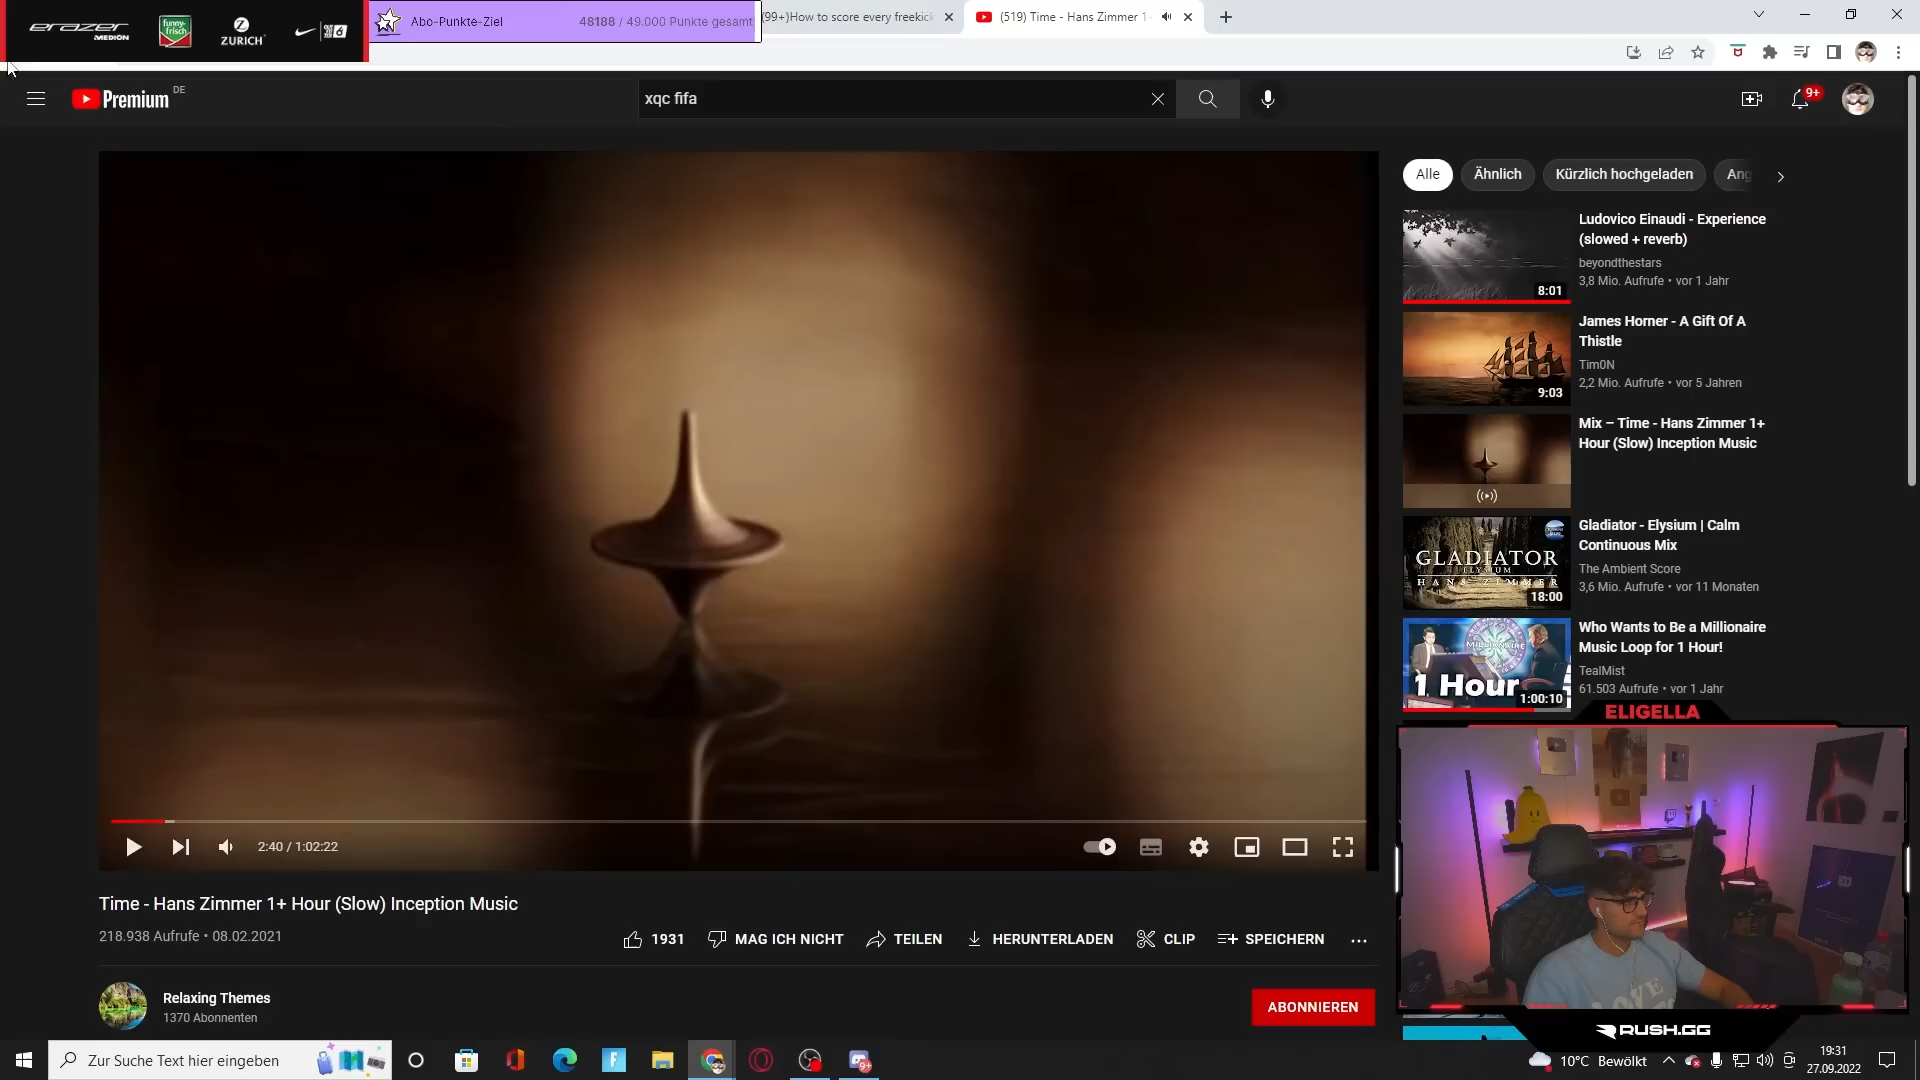 erazer MEDION
funny-frisch
ZURICH
Abo-Punkte-Ziel 48188 / 49.000 Punkte gesamt
(99+)How to score every freekick
(519) Time - Hans Zimmer 1-
Premium DE
xqc fifa
9+
Alle
Ähnlich
Kürzlich hochgeladen
Ang
Ludovico Einaudi - Experience
(slowed + reverb)
beyondthestars
3,8 Mio. Aufrufe • vor 1 Jahr
8:01
James Horner - A Gift Of A
Thistle
Tim0N
2,2 Mio. Aufrufe • vor 5 Jahren
9:03
Mix – Time - Hans Zimmer 1+
Hour (Slow) Inception Music
Gladiator - Elysium | Calm
Continuous Mix
The Ambient Score
3,6 Mio. Aufrufe • vor 11 Monaten
GLADIATOR
ELYSIUM
HANS ZIMMER
18:00
Who Wants to Be a Millionaire
Music Loop for 1 Hour!
TealMist
61.503 Aufrufe • vor 1 Jahr
MILLIONAIRE
1 Hour
1:00:10
ELIGELLA
2:40 / 1:02:22
Time - Hans Zimmer 1+ Hour (Slow) Inception Music
218.938 Aufrufe • 08.02.2021
1931
MAG ICH NICHT
TEILEN
HERUNTERLADEN
CLIP
SPEICHERN
Relaxing Themes
1370 Abonnenten
ABONNIEREN
LOVE
RUSH.GG
Zur Suche Text hier eingeben
9+
10°C Bewölkt
19:31
27.09.2022